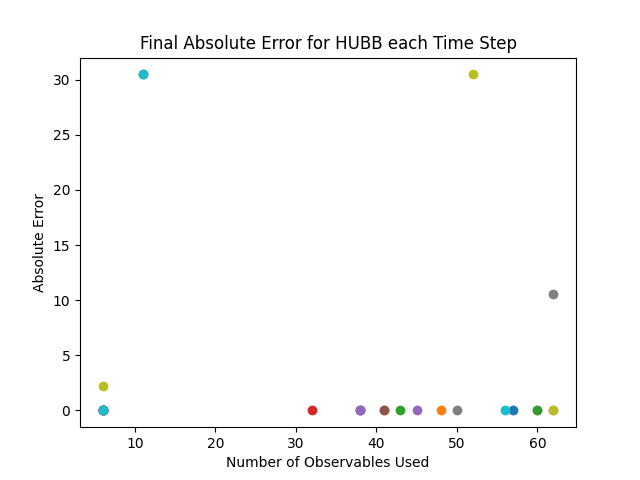 Final Absolute Error for HUBB each Time Step
30
25
20
15
10
5
0
Absolute Error
10 20 30 40 50 60
Number of Observables Used